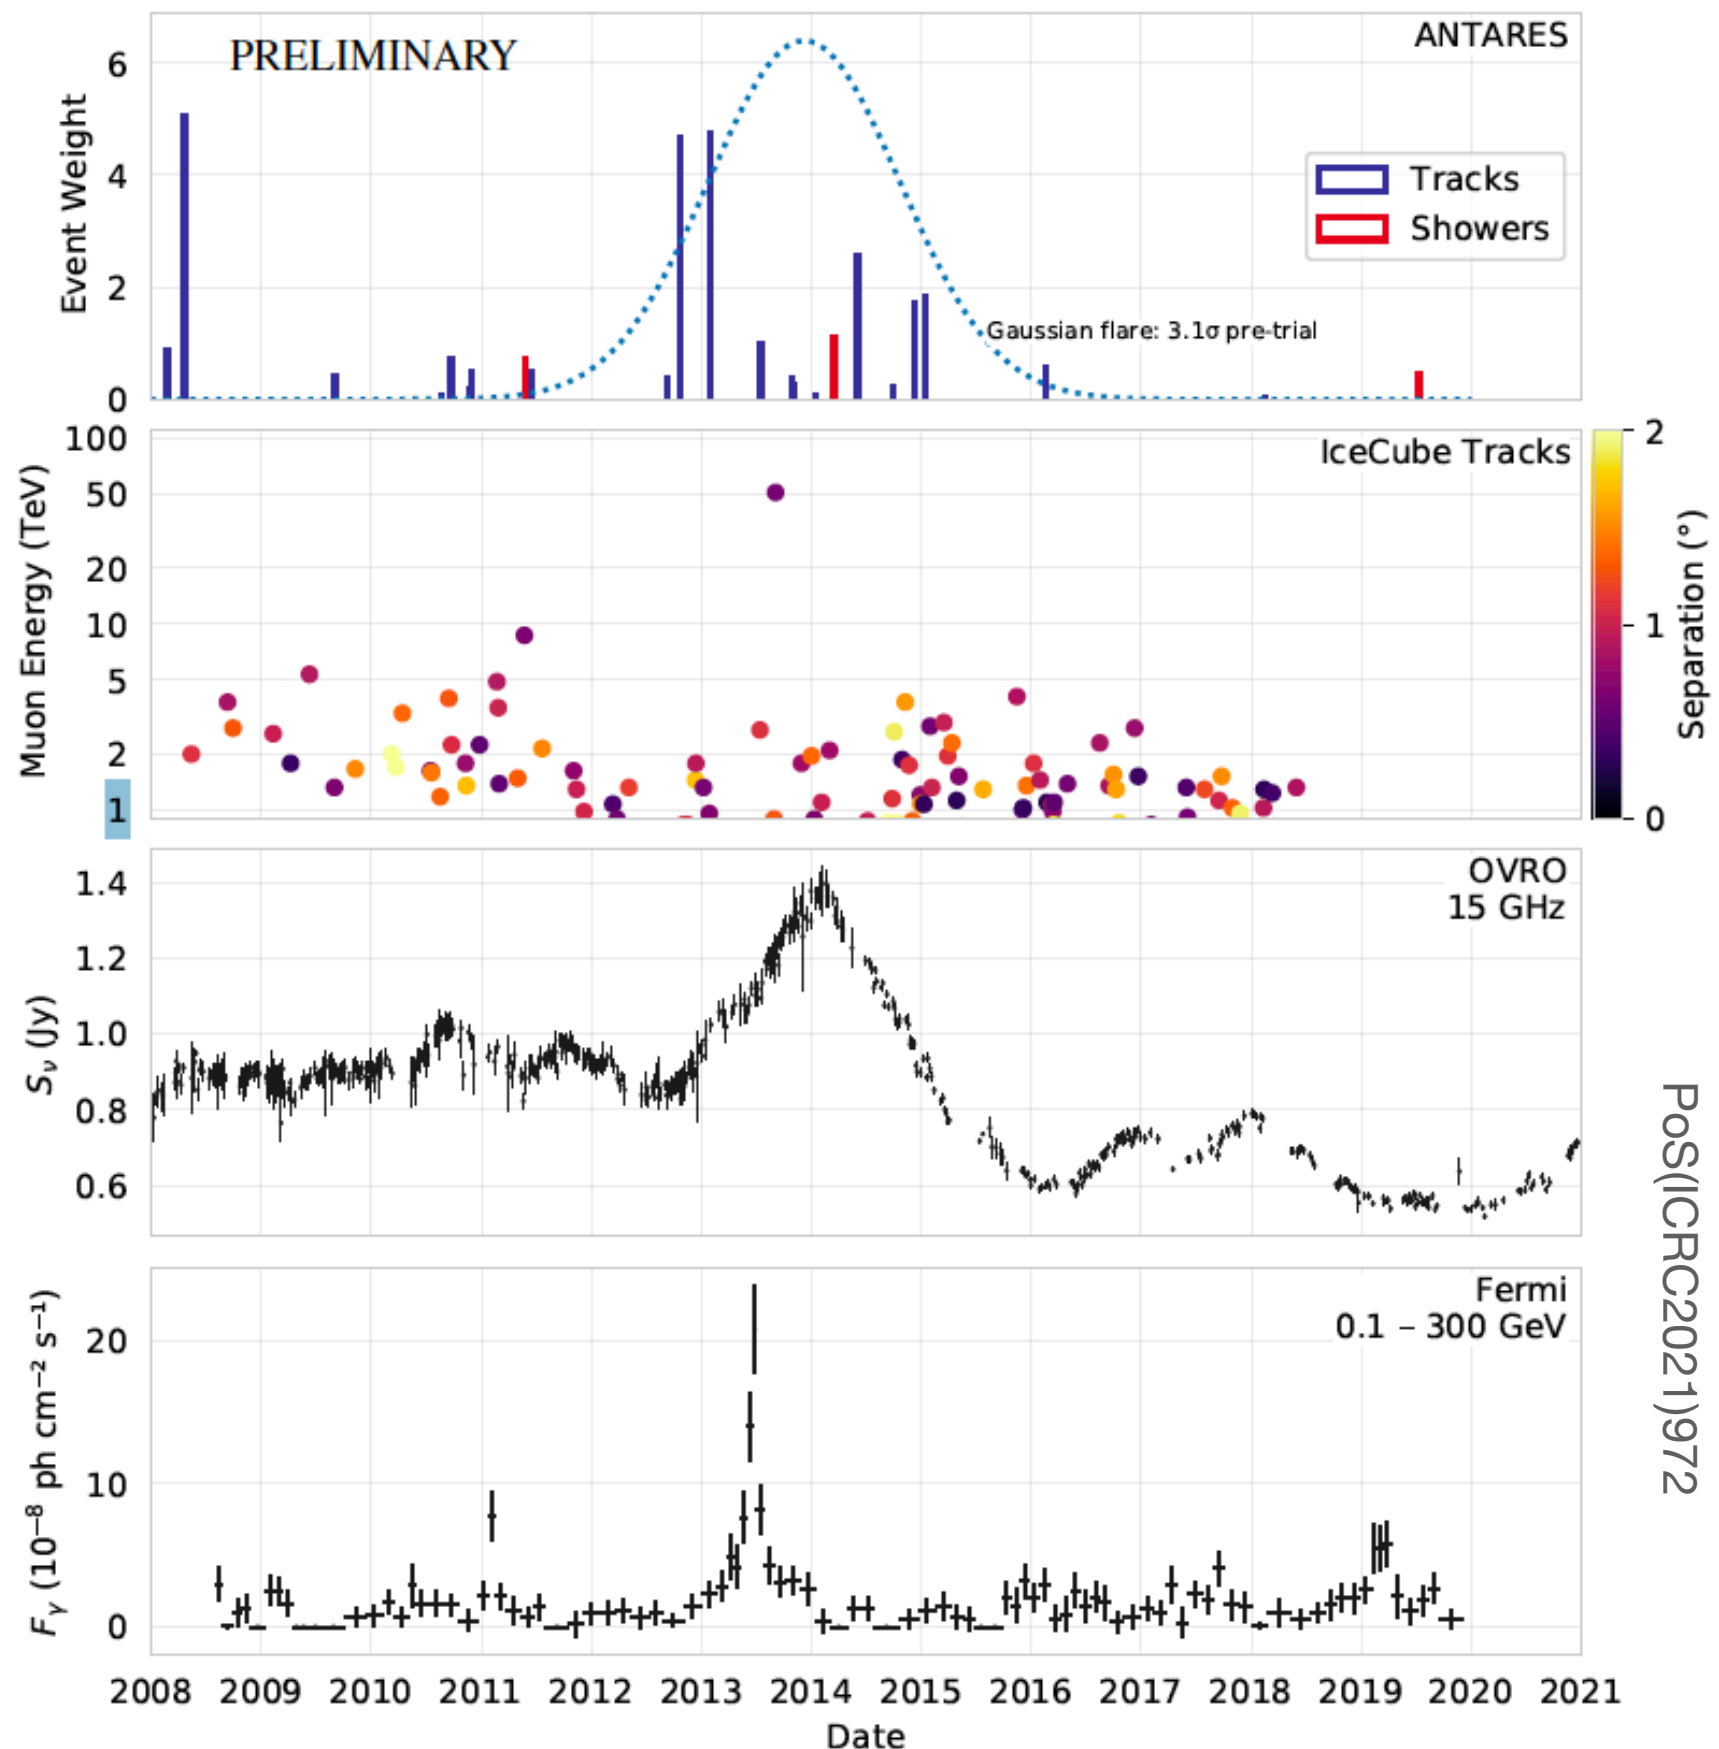 PRELIMINARY
ANTARES
Event Weight
6
4
2
0
Tracks
Showers
Gaussian flare: 3.1σ pre-trial
IceCube Tracks
Muon Energy (TeV)
100
50
20
10
5
2
1
2
1
0
Separation (°)
OVRO
15 GHz
Sν (Jy)
1.4
1.2
1.0
0.8
0.6
Fermi
0.1 – 300 GeV
Fγ (10⁻⁸ ph cm⁻² s⁻¹)
20
10
0
2008 2009 2010 2011 2012 2013 2014 2015 2016 2017 2018 2019 2020 2021
Date
PoS(ICRC2021)972